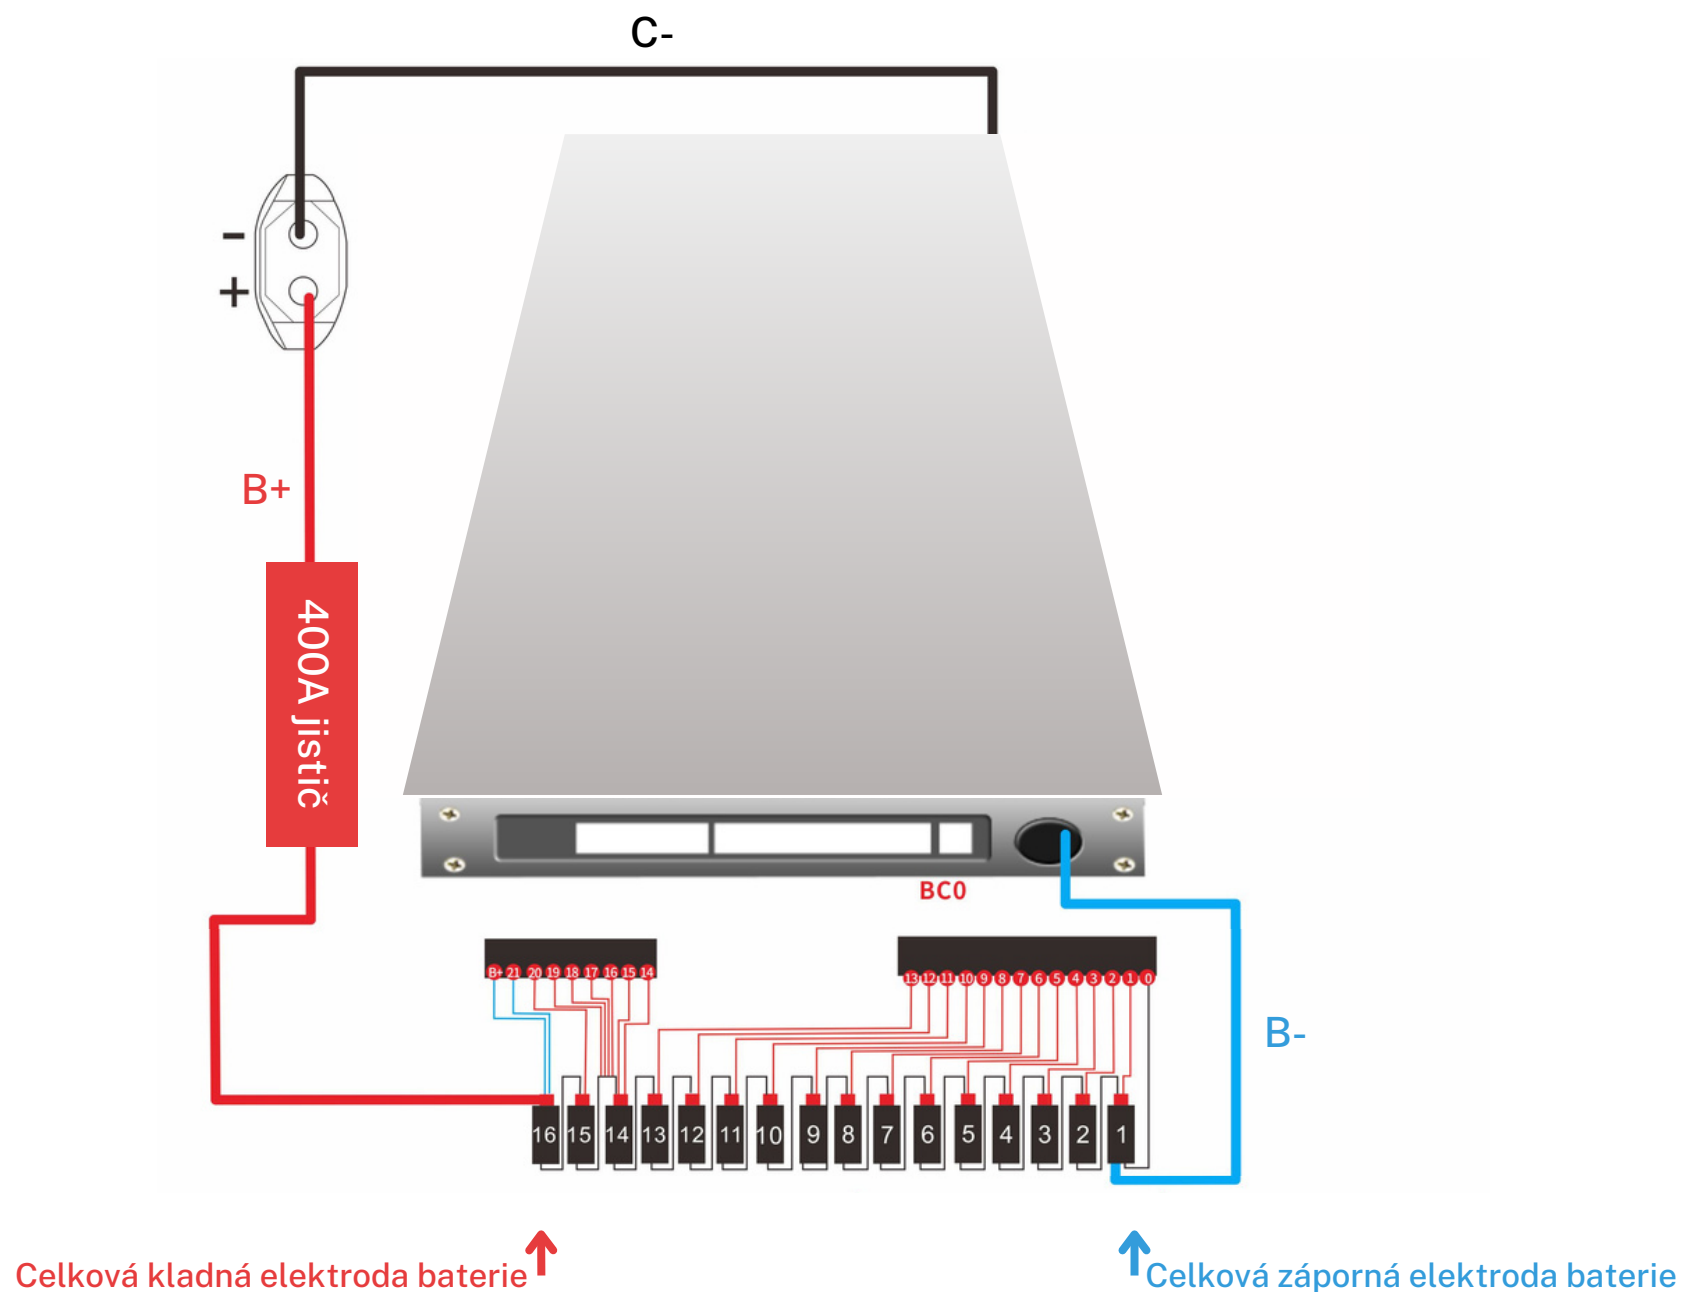 C-
-
+
B+
400A jistič
BC0
B+ 21 20 19 18 17 16 15 14
13 12 11 10 9 8 7 6 5 4 3 2 1 0
B-
16 15 14 13 12 11 10 9 8 7 6 5 4 3 2 1
Celková kladná elektroda baterie
Celková záporná elektroda baterie